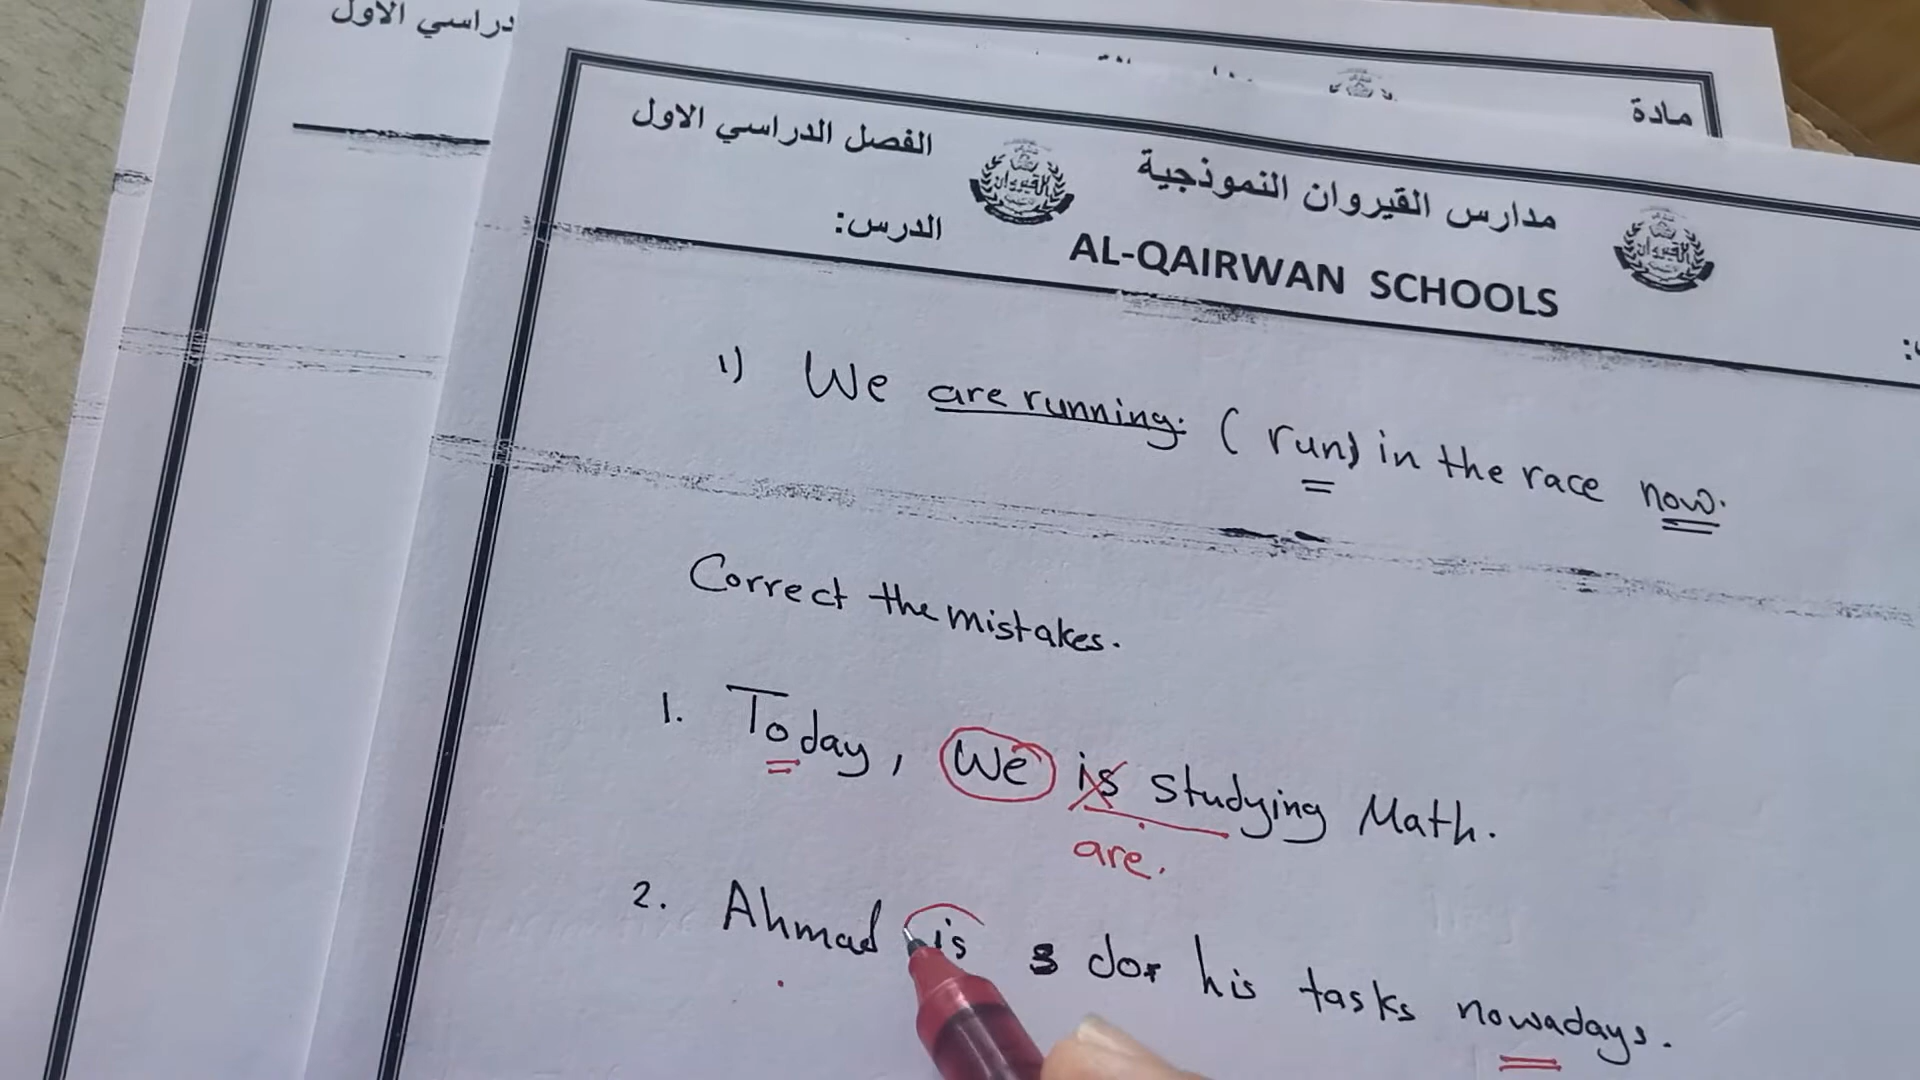 دراسي الاول
مادة
الفصل الدراسي الاول
مدارس القيروان النموذجية
الدرس:
AL-QAIRWAN SCHOOLS
1) We are running. (run) in the race now.
Correct the mistakes.
1. Today, We is studying Math.
are.
2. Ahmad is do his tasks nowadays.